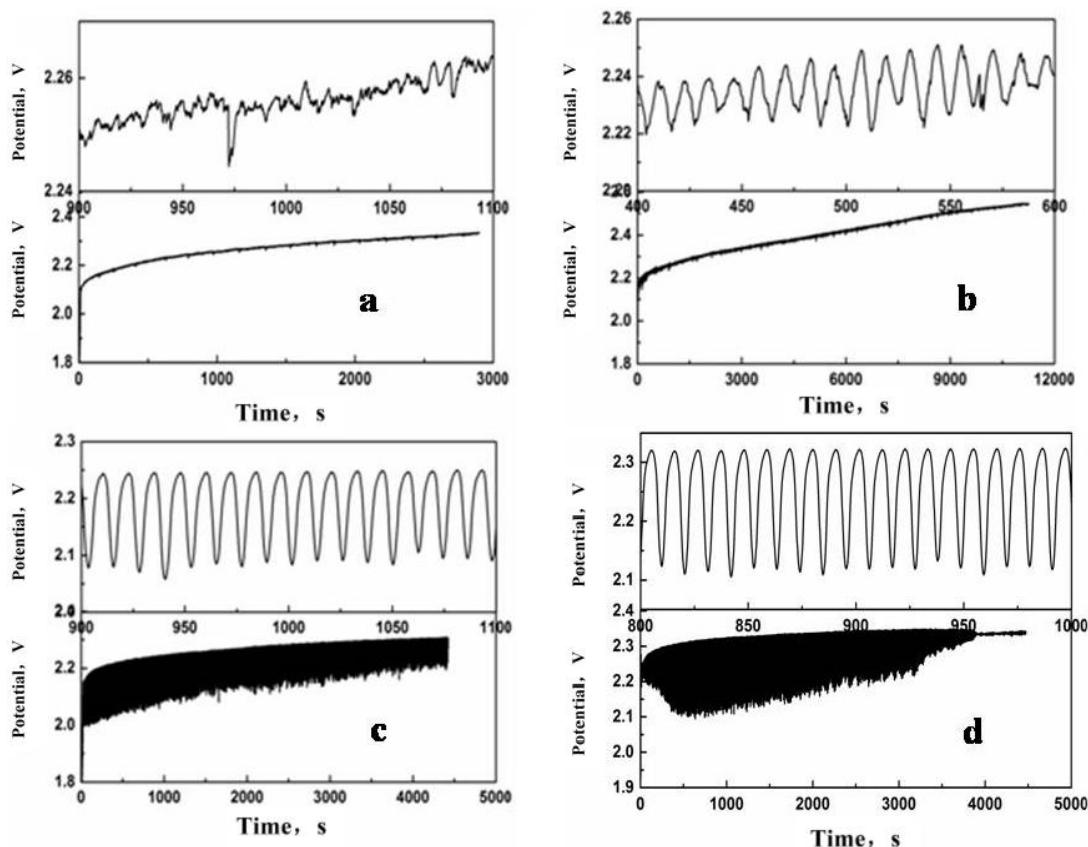 Potential, V
2.26
2.24
900 950 1000 1050 1100
Potential, V
2.4
2.2
2.0
1.8
a
0 1000 2000 3000
Time, s
Potential, V
2.26
2.24
2.22
400 450 500 550 600
Potential, V
2.4
2.2
2.0
1.8
b
0 3000 6000 9000 12000
Time, s
Potential, V
2.3
2.2
2.1
900 950 1000 1050 1100
Potential, V
2.2
2.0
1.8
c
0 1000 2000 3000 4000 5000
Time, s
Potential, V
2.3
2.2
2.1
2.4
800 850 900 950 1000
Potential, V
2.3
2.2
2.1
2.0
1.9
d
0 1000 2000 3000 4000 5000
Time, s